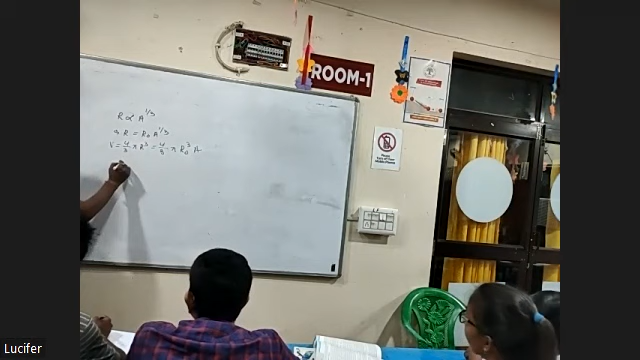 ROOM-1
R ∝ A^1/3
⇒ R = R₀ A^1/3
V = 4/3 π R³ = 4/3 π R₀³ A
Lucifer